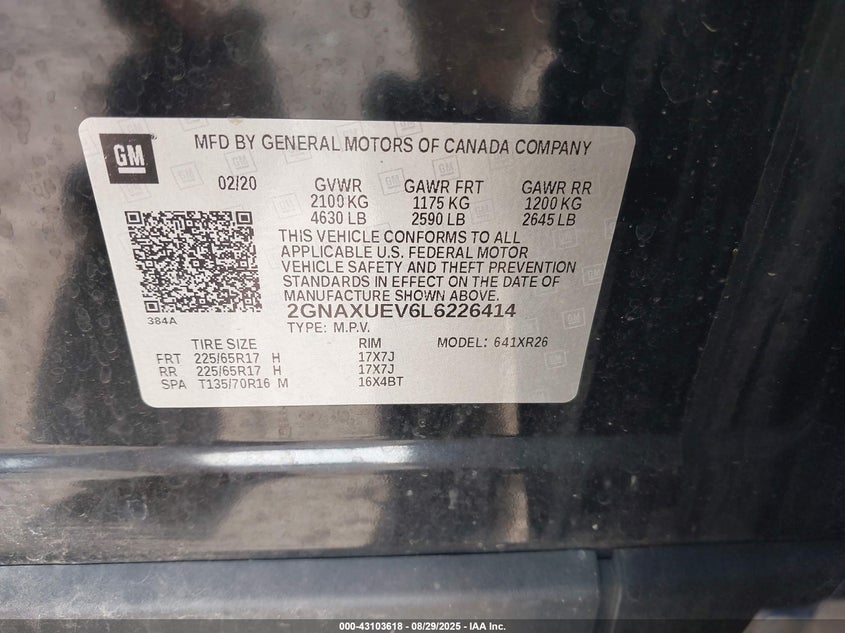 GM
MFD BY GENERAL MOTORS OF CANADA COMPANY
02/20 GVWR GAWR FRT GAWR RR
2100 KG 1175 KG 1200 KG
4630 LB 2590 LB 2645 LB
THIS VEHICLE CONFORMS TO ALL
APPLICABLE U.S. FEDERAL MOTOR
VEHICLE SAFETY AND THEFT PREVENTION
STANDARDS IN EFFECT ON THE DATE OF
MANUFACTURE SHOWN ABOVE.
384A
2GNAXUEV6L6226414
TYPE: M.P.V.
TIRE SIZE RIM MODEL: 641XR26
FRT 225/65R17 H 17X7J
RR 225/65R17 H 17X7J
SPA T135/70R16 M 16X4BT
000-43103618 - 08/29/2025 - IAA Inc.